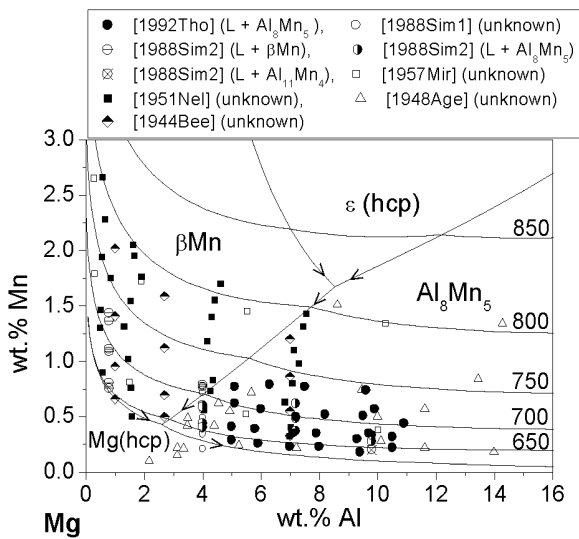 [1992Tho] (L + Al₈Mn₅), [1988Sim1] (unknown)
[1988Sim2] (L + βMn), [1988Sim2] (L + Al₈Mn₅)
[1988Sim2] (L + Al₁₁Mn₄), [1957Mir] (unknown)
[1951Nel] (unknown), [1948Age] (unknown)
[1944Bee] (unknown)
3.0
2.5
2.0
1.5
1.0
0.5
0.0
wt.% Mn
ε (hcp)
βMn
Al₈Mn₅
Mg(hcp)
850
800
750
700
650
0 2 4 6 8 10 12 14 16
Mg wt.% Al